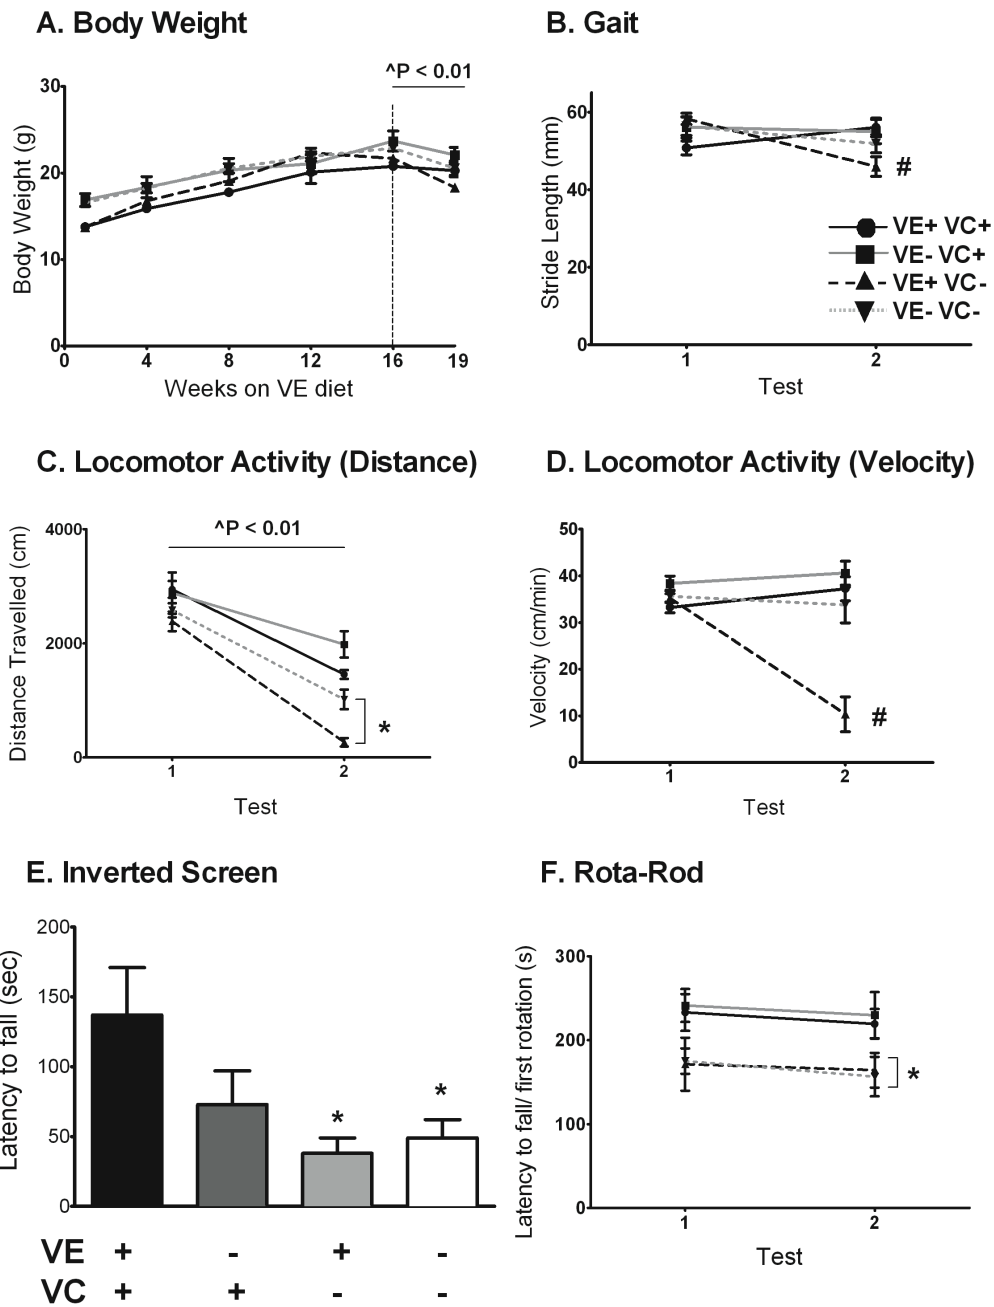 A. Body Weight
^P < 0.01
Body Weight (g)
30
20
10
0
0 4 8 12 16 19
Weeks on VE diet
B. Gait
Stride Length (mm)
60
40
20
0
#
VE+ VC+
VE- VC+
VE+ VC-
VE- VC-
1 2
Test
C. Locomotor Activity (Distance)
^P < 0.01
Distance Travelled (cm)
4000
2000
0
*
1 2
Test
D. Locomotor Activity (Velocity)
Velocity (cm/min)
50
40
30
20
10
0
#
1 2
Test
E. Inverted Screen
Latency to fall (sec)
200
150
100
50
0
* *
VE + - + -
VC + + - -
F. Rota-Rod
Latency to fall/ first rotation (s)
300
200
100
0
*
1 2
Test